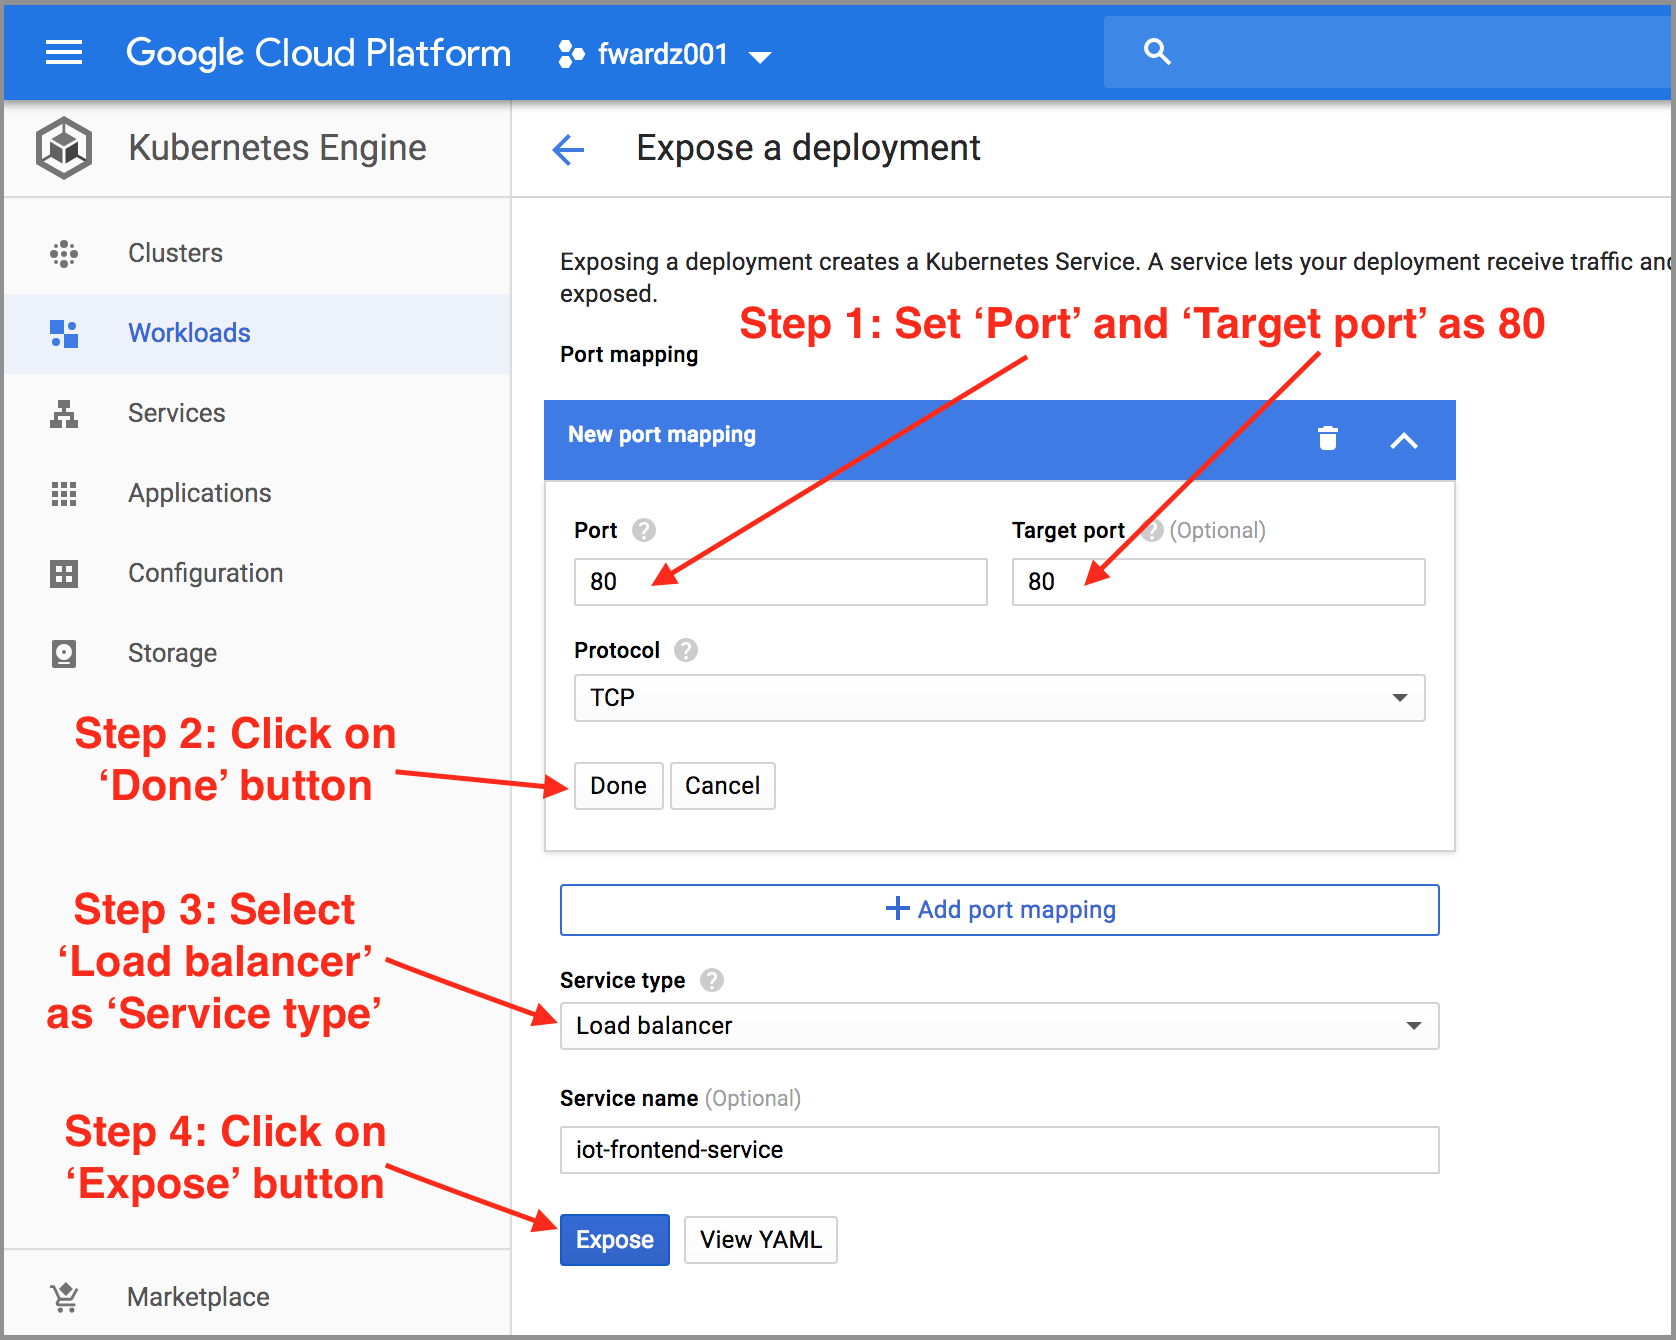 Google Cloud Platform
fwardz001
Kubernetes Engine
Expose a deployment
Clusters
Workloads
Services
Applications
Configuration
Storage
Marketplace
Exposing a deployment creates a Kubernetes Service. A service lets your deployment receive traffic
exposed.
Step 1: Set ‘Port’ and ‘Target port’ as 80
Port mapping
New port mapping
Port ?
Target port ? (Optional)
80
80
Protocol ?
TCP
Step 2: Click on
‘Done’ button
Done
Cancel
+ Add port mapping
Step 3: Select
‘Load balancer’
as ‘Service type’
Service type ?
Load balancer
Service name (Optional)
iot-frontend-service
Step 4: Click on
‘Expose’ button
Expose
View YAML